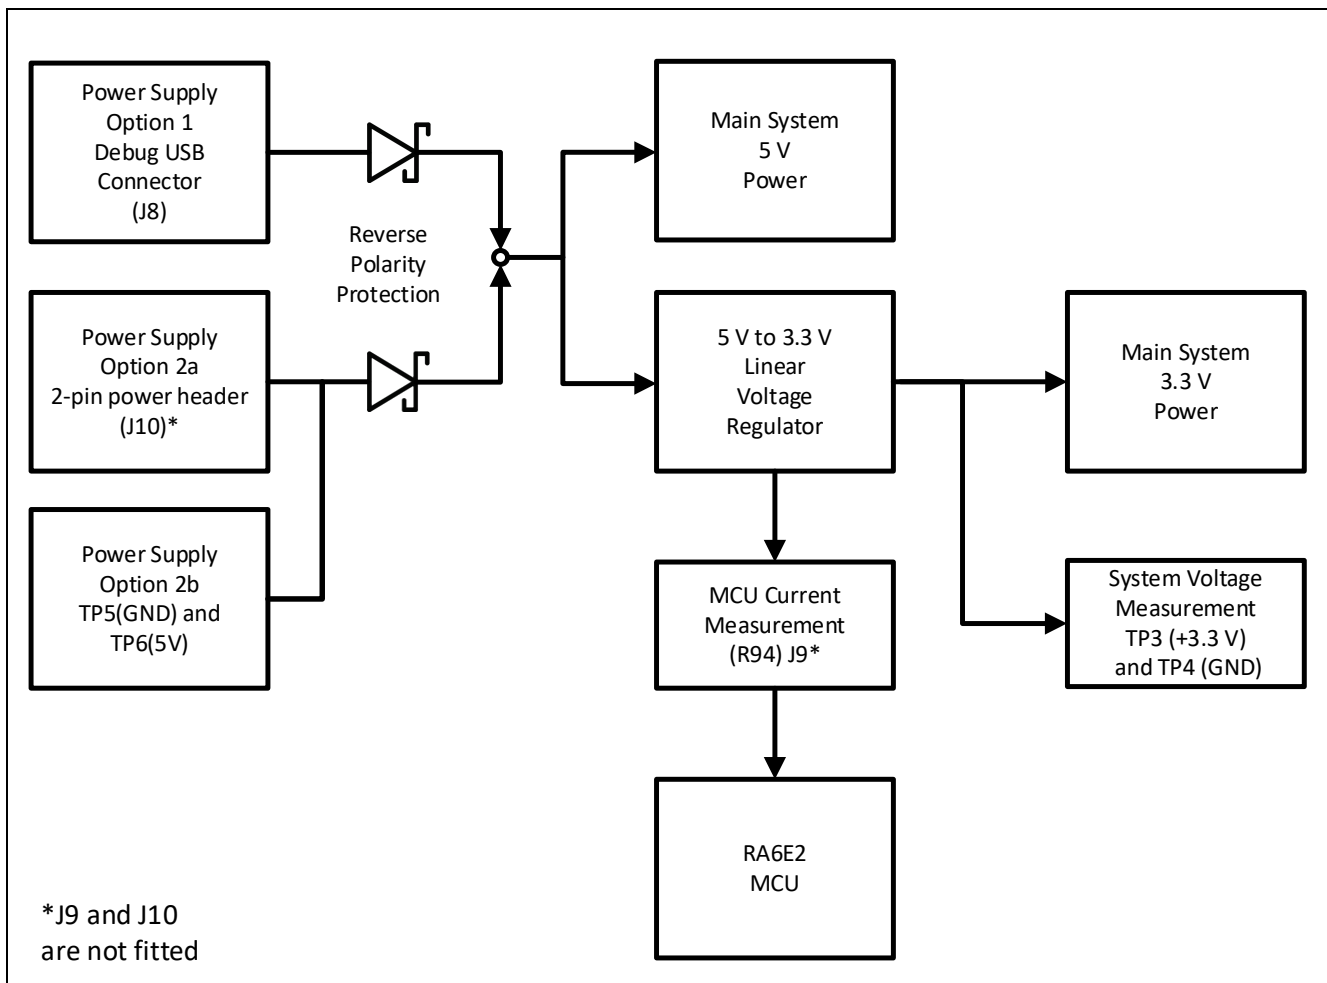 Power Supply
Option 1
Debug USB
Connector
(J8)
Reverse
Polarity
Protection
Main System
5 V
Power
Power Supply
Option 2a
2-pin power header
(J10)*
5 V to 3.3 V
Linear
Voltage
Regulator
Main System
3.3 V
Power
Power Supply
Option 2b
TP5(GND) and
TP6(5V)
MCU Current
Measurement
(R94) J9*
System Voltage
Measurement
TP3 (+3.3 V)
and TP4 (GND)
RA6E2
MCU
*J9 and J10
are not fitted